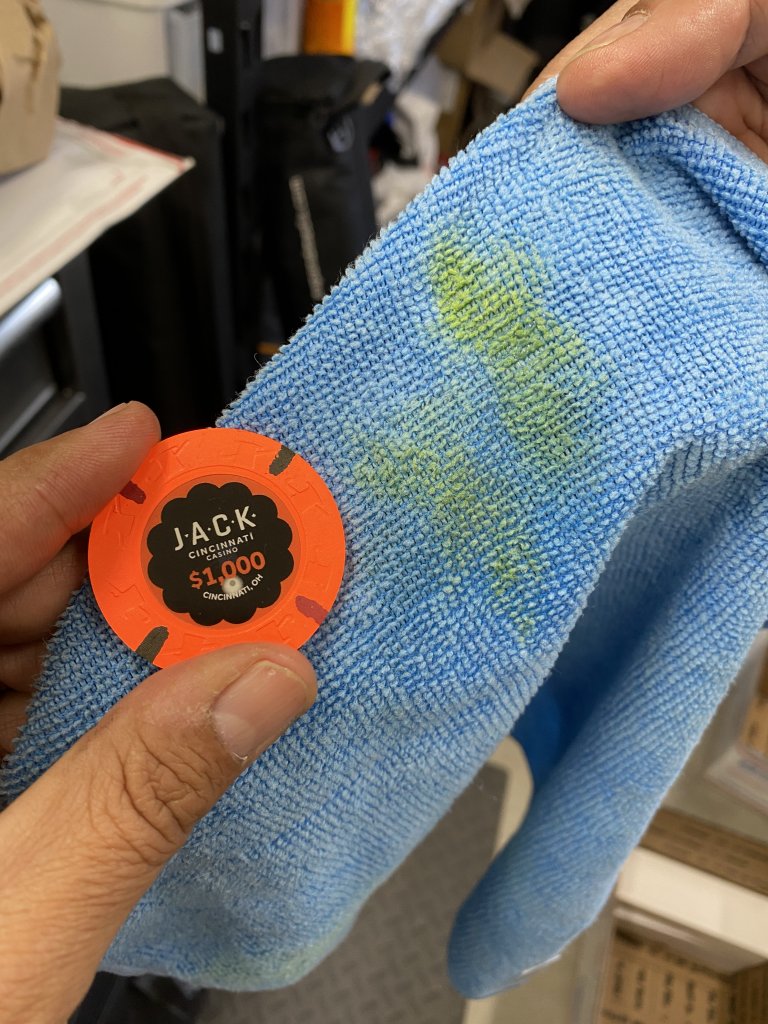 J·A·C·K·
CINCINNATI
CASINO
$1,000
CINCINNATI, OH